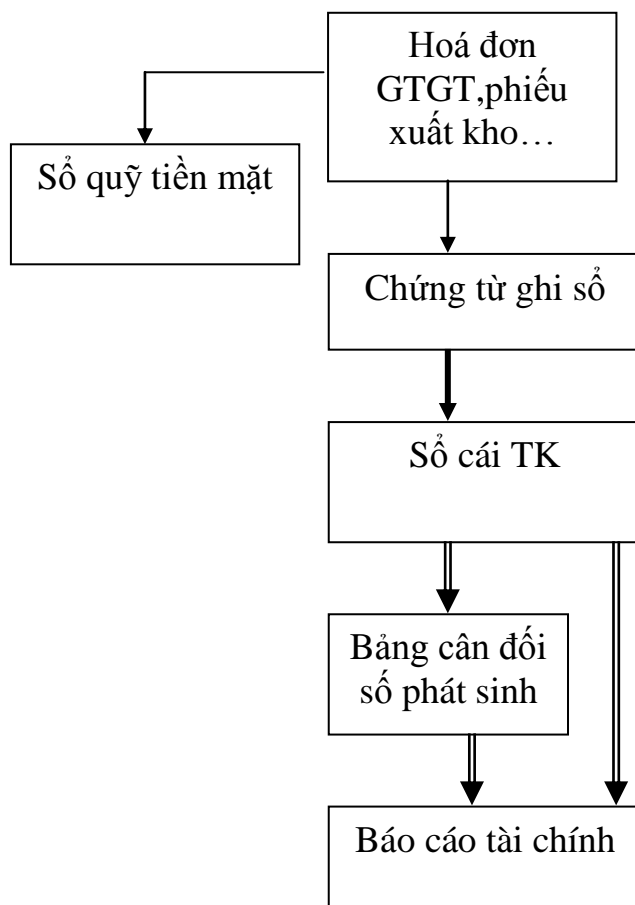 Hoá đơn
GTGT,phiếu
xuất kho…
Sổ quỹ tiền mặt
Chứng từ ghi sổ
Sổ cái TK
Bảng cân đối
số phát sinh
Báo cáo tài chính